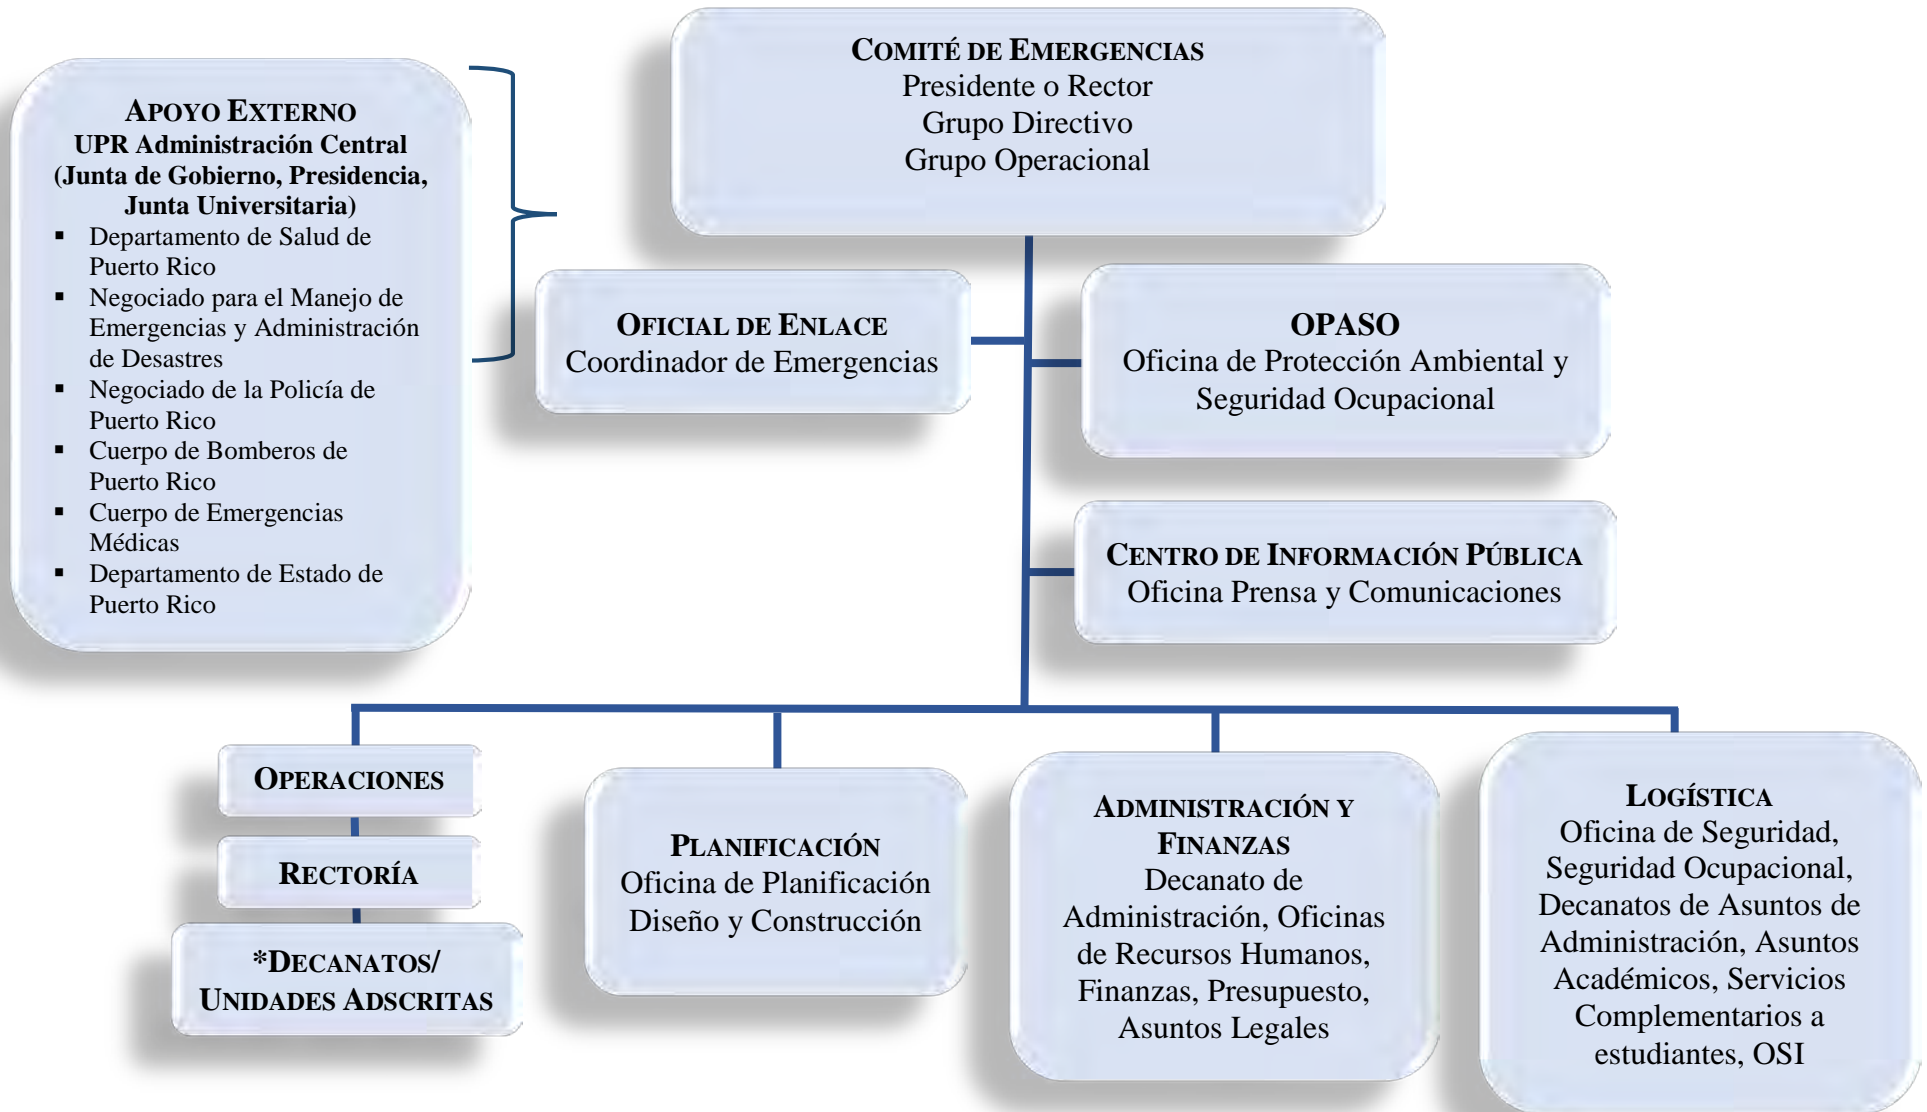 COMITÉ DE EMERGENCIAS
Presidente o Rector
Grupo Directivo
Grupo Operacional
APOYO EXTERNO
UPR Administración Central
(Junta de Gobierno, Presidencia,
Junta Universitaria)
▪ Departamento de Salud de
Puerto Rico
▪ Negociado para el Manejo de
Emergencias y Administración
de Desastres
▪ Negociado de la Policía de
Puerto Rico
▪ Cuerpo de Bomberos de
Puerto Rico
▪ Cuerpo de Emergencias
Médicas
▪ Departamento de Estado de
Puerto Rico
OFICIAL DE ENLACE
Coordinador de Emergencias
OPASO
Oficina de Protección Ambiental y
Seguridad Ocupacional
CENTRO DE INFORMACIÓN PÚBLICA
Oficina Prensa y Comunicaciones
OPERACIONES
RECTORÍA
*DECANATOS/
UNIDADES ADSCRITAS
PLANIFICACIÓN
Oficina de Planificación
Diseño y Construcción
ADMINISTRACIÓN Y
FINANZAS
Decanato de
Administración, Oficinas
de Recursos Humanos,
Finanzas, Presupuesto,
Asuntos Legales
LOGÍSTICA
Oficina de Seguridad,
Seguridad Ocupacional,
Decanatos de Asuntos de
Administración, Asuntos
Académicos, Servicios
Complementarios a
estudiantes, OSI